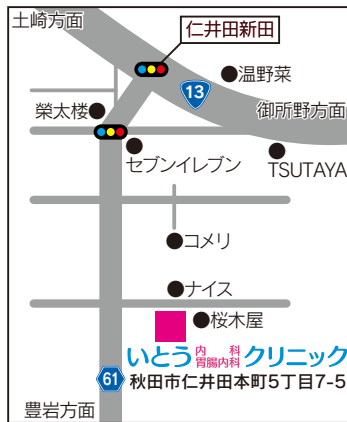 土崎方面
仁井田新田
温野菜
13
御所野方面
榮太楼
セブンイレブン
TSUTAYA
コメリ
ナイス
桜木屋
いとう内科胃腸内科クリニック
61
秋田市仁井田本町5丁目7-5
豊岩方面